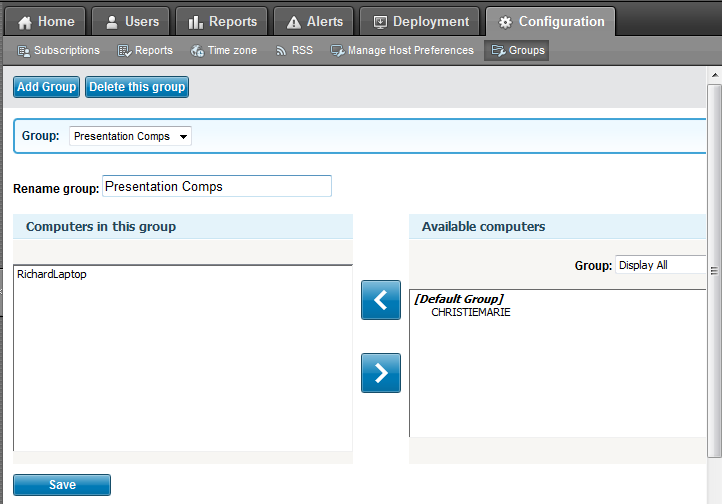 Home Users Reports Alerts Deployment Configuration
Subscriptions Reports Time zone RSS Manage Host Preferences Groups
Add Group Delete this group
Group: Presentation Comps
Rename group: Presentation Comps
Computers in this group
RichardLaptop
Available computers
Group: Display All
[Default Group]
CHRISTIEMARIE
Save